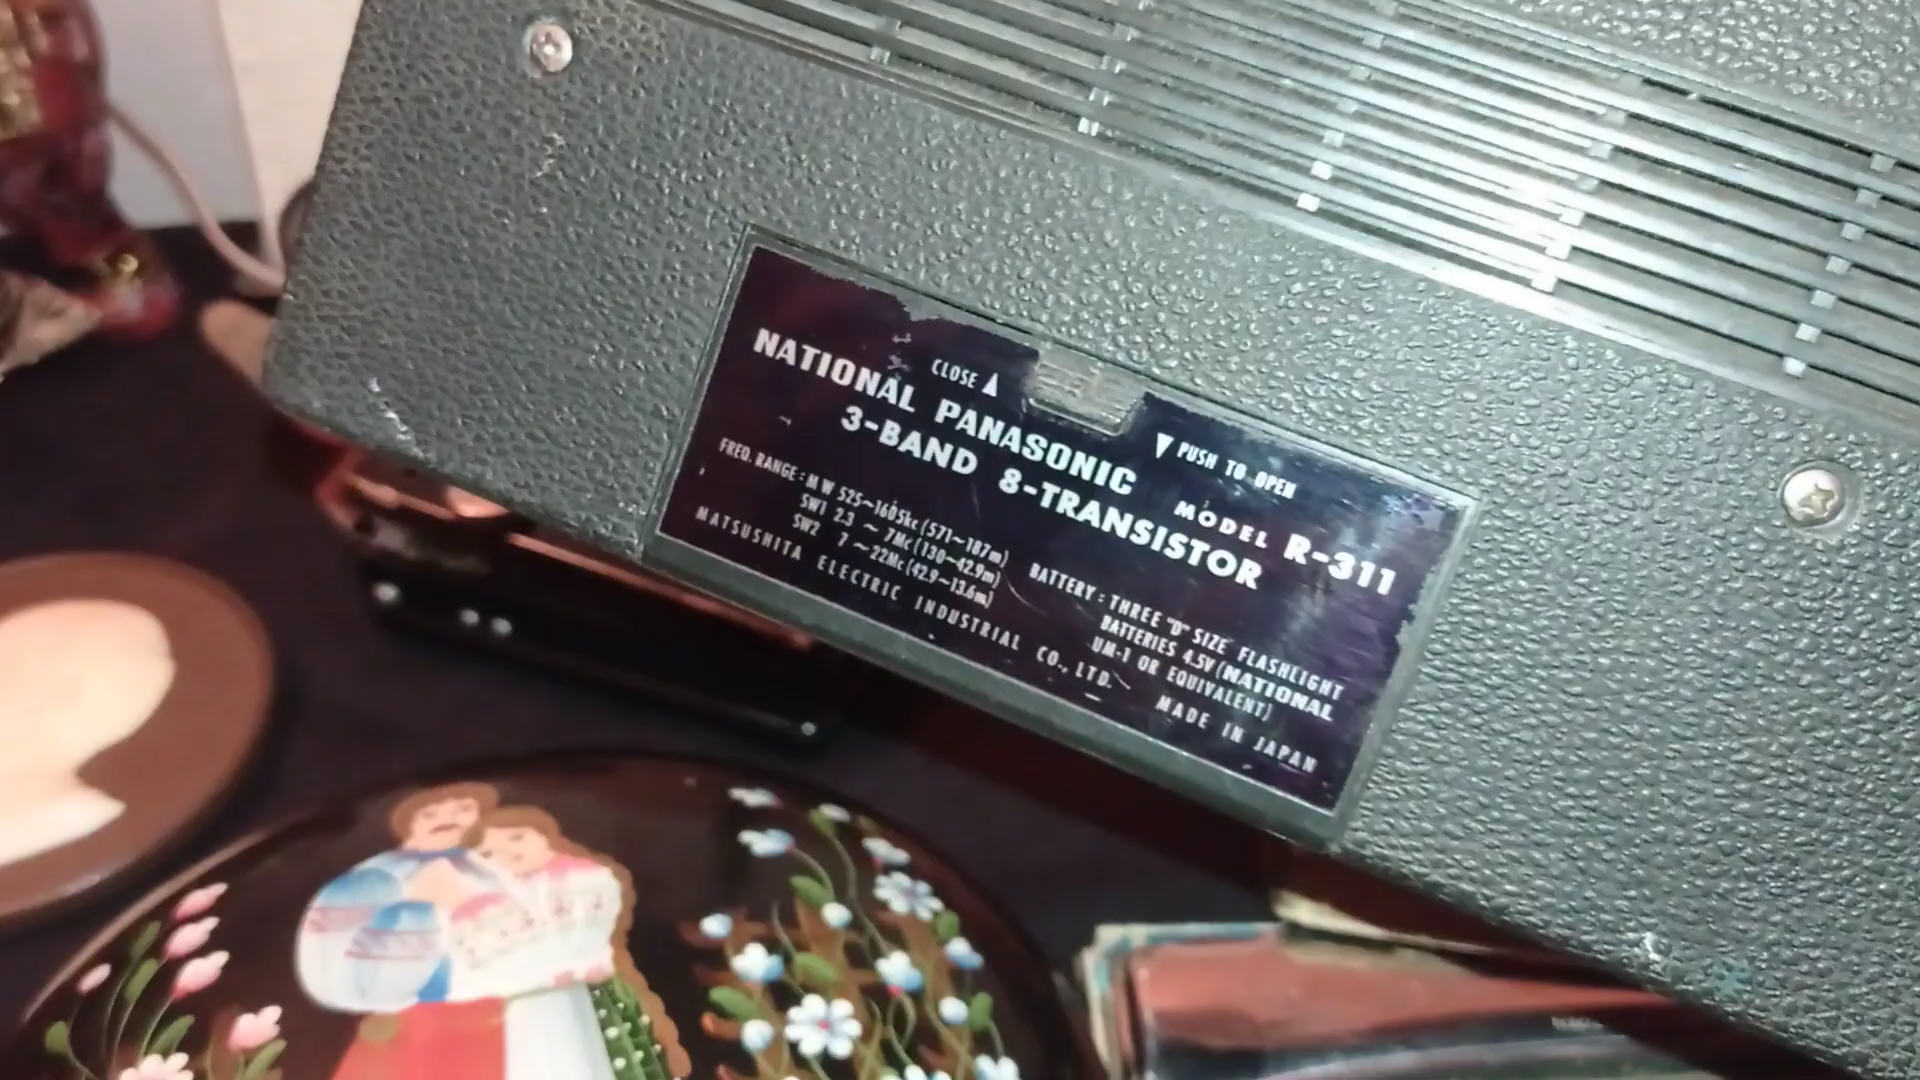 CLOSE ▲ ▼ PUSH TO OPEN
NATIONAL PANASONIC MODEL R-311
3-BAND 8-TRANSISTOR
FREQ. RANGE: MW 525~1605kc (571~187m)
SW1 2.3 ~ 7Mc (130~42.9m)
SW2 7 ~22Mc (42.9~13.6m)
BATTERY: THREE "D" SIZE FLASHLIGHT
BATTERIES 4.5V (NATIONAL
UM-1 OR EQUIVALENT)
MATSUSHITA ELECTRIC INDUSTRIAL CO., LTD. MADE IN JAPAN